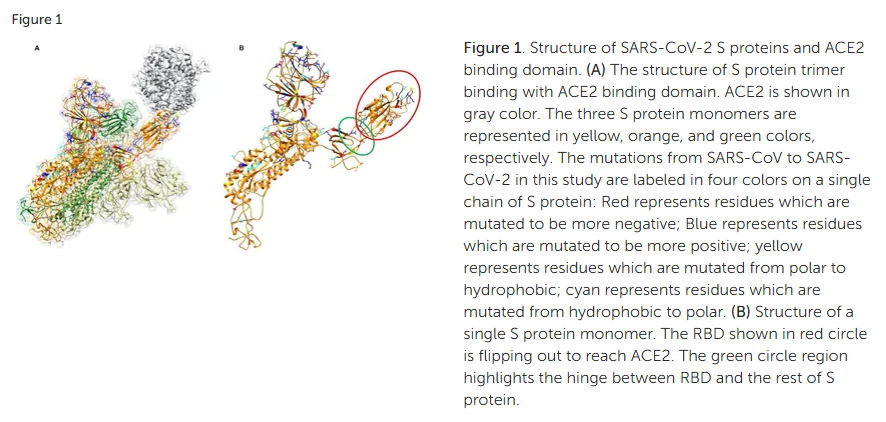 Figure 1
A
B
Figure 1. Structure of SARS-CoV-2 S proteins and ACE2
binding domain. (A) The structure of S protein trimer
binding with ACE2 binding domain. ACE2 is shown in
gray color. The three S protein monomers are
represented in yellow, orange, and green colors,
respectively. The mutations from SARS-CoV to SARS-
CoV-2 in this study are labeled in four colors on a single
chain of S protein: Red represents residues which are
mutated to be more negative; Blue represents residues
which are mutated to be more positive; yellow
represents residues which are mutated from polar to
hydrophobic; cyan represents residues which are
mutated from hydrophobic to polar. (B) Structure of a
single S protein monomer. The RBD shown in red circle
is flipping out to reach ACE2. The green circle region
highlights the hinge between RBD and the rest of S
protein.